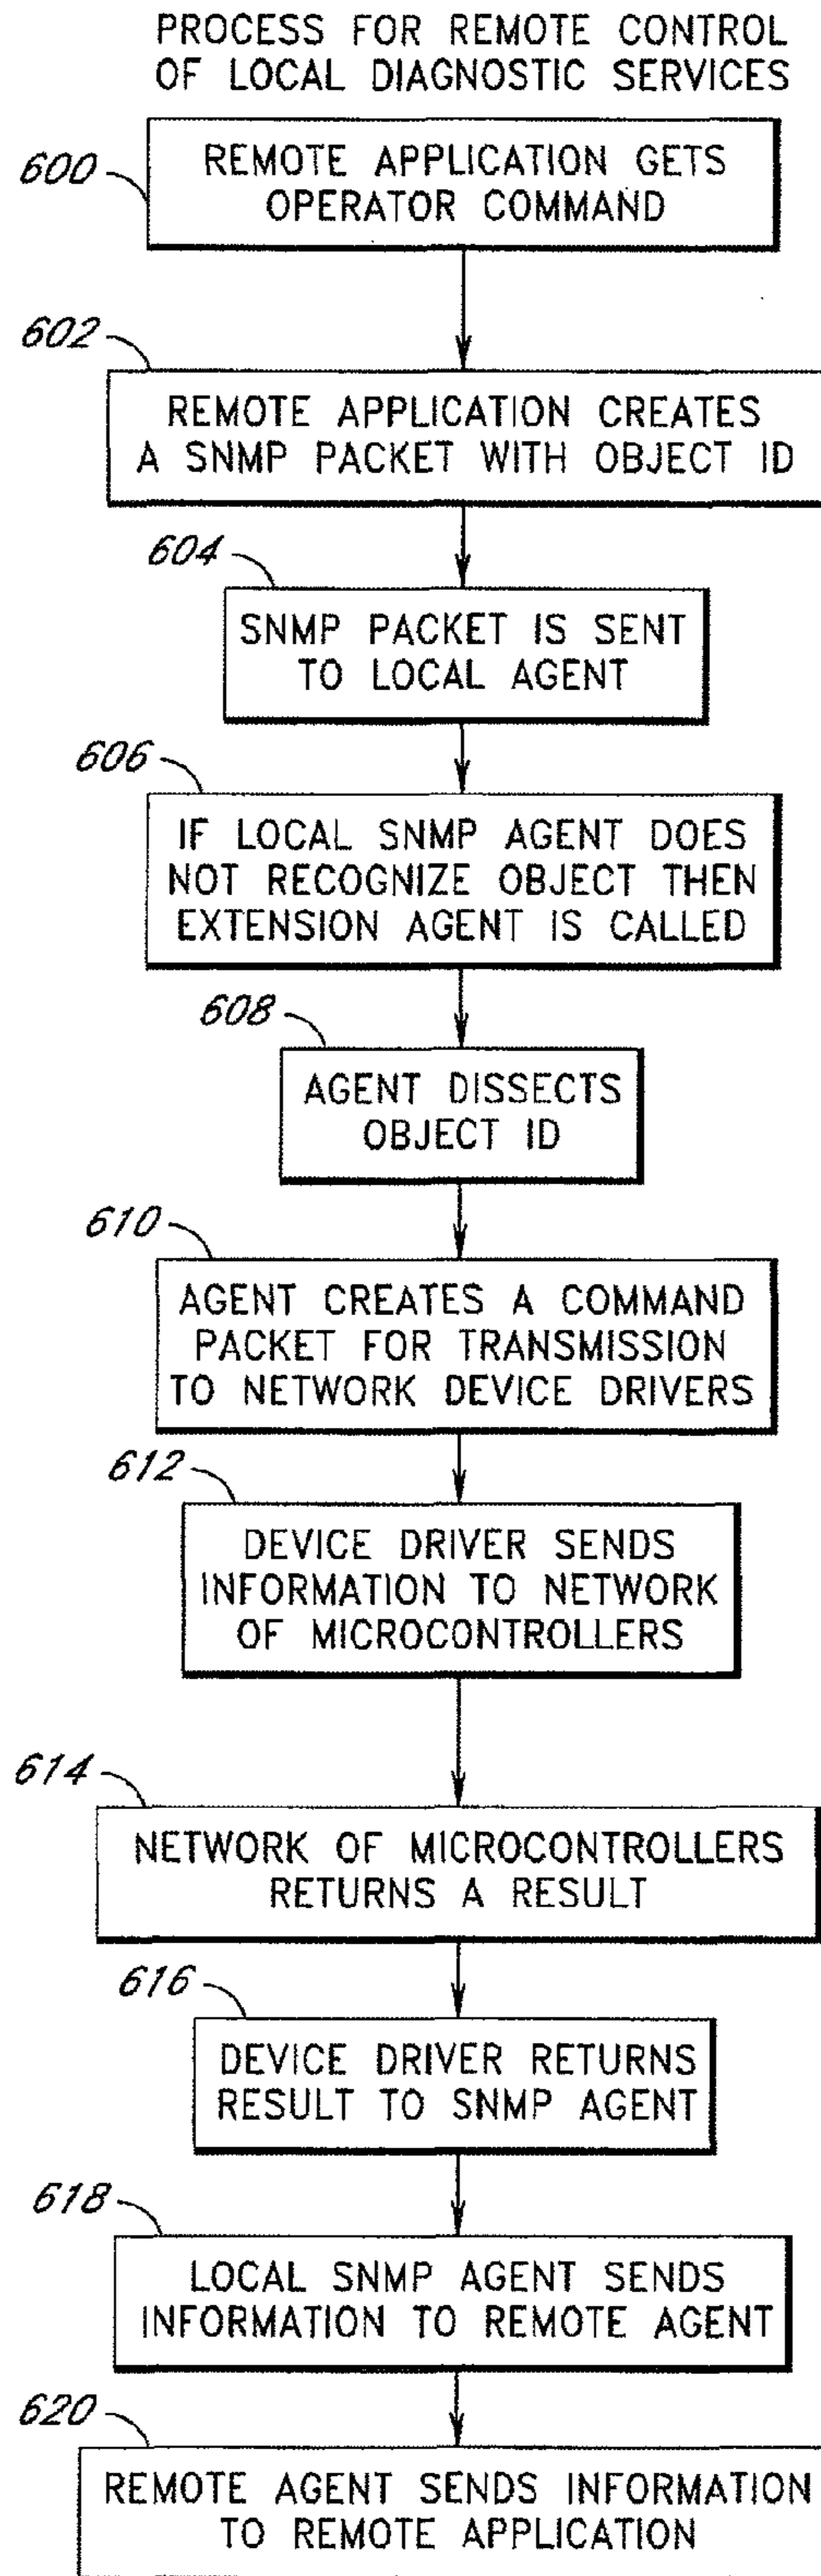 PROCESS FOR REMOTE CONTROL
OF LOCAL DIAGNOSTIC SERVICES
600
REMOTE APPLICATION GETS
OPERATOR COMMAND
602
REMOTE APPLICATION CREATES
A SNMP PACKET WITH OBJECT ID
604
SNMP PACKET IS SENT
TO LOCAL AGENT
606
IF LOCAL SNMP AGENT DOES
NOT RECOGNIZE OBJECT THEN
EXTENSION AGENT IS CALLED
608
AGENT DISSECTS
OBJECT ID
610
AGENT CREATES A COMMAND
PACKET FOR TRANSMISSION
TO NETWORK DEVICE DRIVERS
612
DEVICE DRIVER SENDS
INFORMATION TO NETWORK
OF MICROCONTROLLERS
614
NETWORK OF MICROCONTROLLERS
RETURNS A RESULT
616
DEVICE DRIVER RETURNS
RESULT TO SNMP AGENT
618
LOCAL SNMP AGENT SENDS
INFORMATION TO REMOTE AGENT
620
REMOTE AGENT SENDS INFORMATION
TO REMOTE APPLICATION